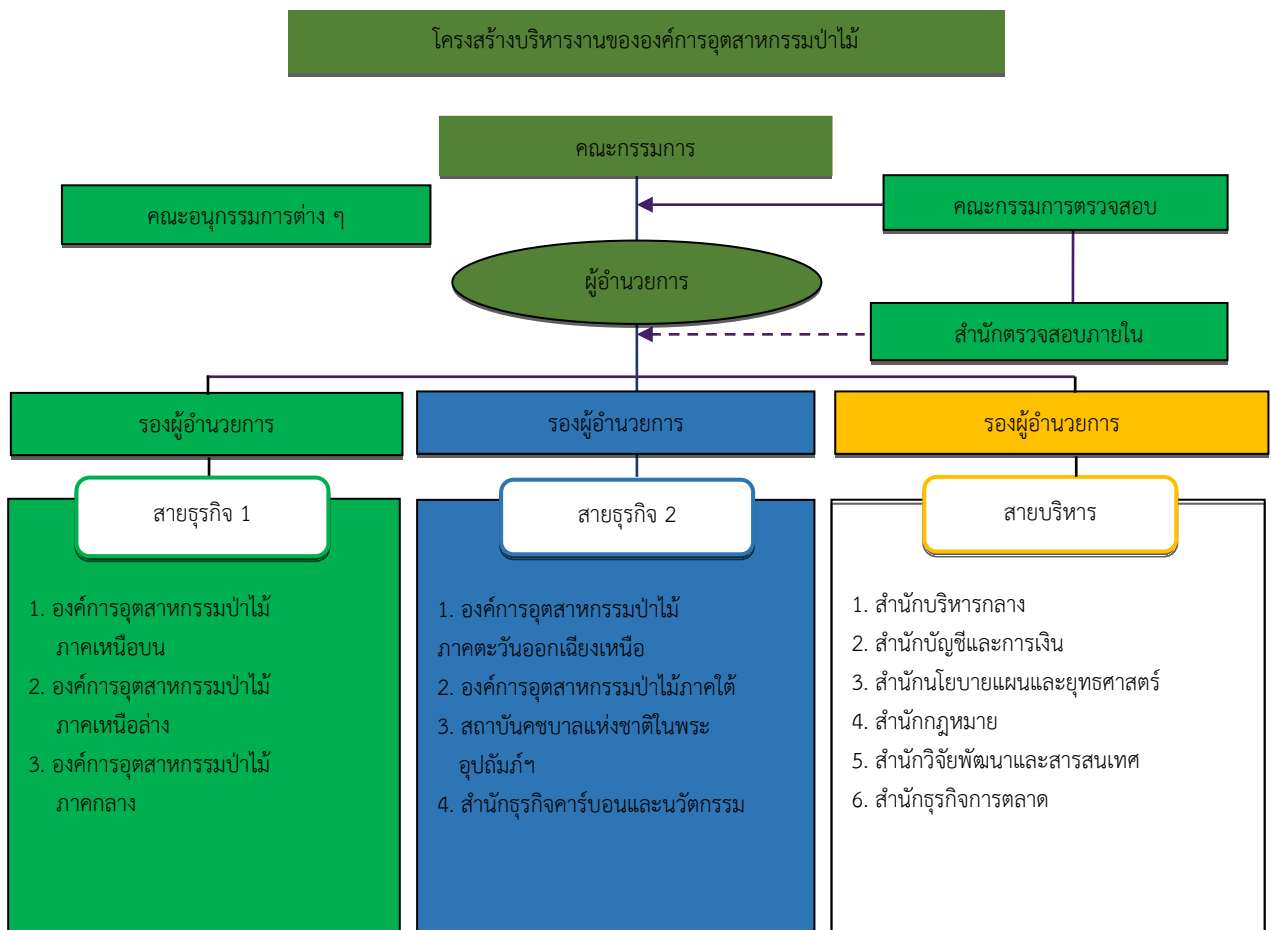 โครงสร้างบริหารงานขององค์การอุตสาหกรรมป่าไม้
คณะกรรมการ
คณะอนุกรรมการต่าง ๆ
คณะกรรมการตรวจสอบ
ผู้อำนวยการ
สำนักตรวจสอบภายใน
รองผู้อำนวยการ
รองผู้อำนวยการ
รองผู้อำนวยการ
สายธุรกิจ 1
1. องค์การอุตสาหกรรมป่าไม้
ภาคเหนือบน
2. องค์การอุตสาหกรรมป่าไม้
ภาคเหนือล่าง
3. องค์การอุตสาหกรรมป่าไม้
ภาคกลาง
สายธุรกิจ 2
1. องค์การอุตสาหกรรมป่าไม้
ภาคตะวันออกเฉียงเหนือ
2. องค์การอุตสาหกรรมป่าไม้ภาคใต้
3. สถาบันคชบาลแห่งชาติในพระ
อุปถัมภ์ฯ
4. สำนักธุรกิจคาร์บอนและนวัตกรรม
สายบริหาร
1. สำนักบริหารกลาง
2. สำนักบัญชีและการเงิน
3. สำนักนโยบายแผนและยุทธศาสตร์
4. สำนักกฎหมาย
5. สำนักวิจัยพัฒนาและสารสนเทศ
6. สำนักธุรกิจการตลาด